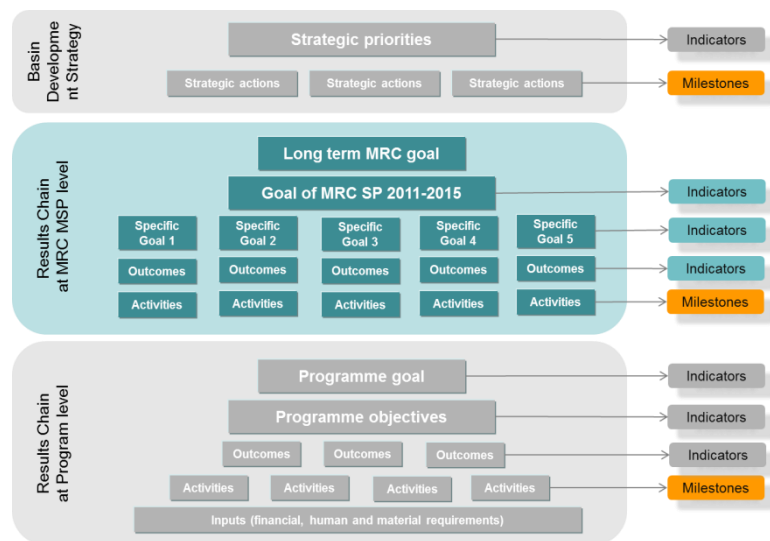 Basin
Developme
nt Strategy
Strategic priorities
Indicators
Strategic actions
Strategic actions
Strategic actions
Milestones
Results Chain
at MRC MSP level
Long term MRC goal
Goal of MRC SP 2011-2015
Indicators
Specific
Goal 1
Specific
Goal 2
Specific
Goal 3
Specific
Goal 4
Specific
Goal 5
Indicators
Outcomes
Outcomes
Outcomes
Outcomes
Outcomes
Indicators
Activities
Activities
Activities
Activities
Activities
Milestones
Results Chain
at Program level
Programme goal
Indicators
Programme objectives
Indicators
Outcomes
Outcomes
Outcomes
Indicators
Activities
Activities
Activities
Activities
Milestones
Inputs (financial, human and material requirements)